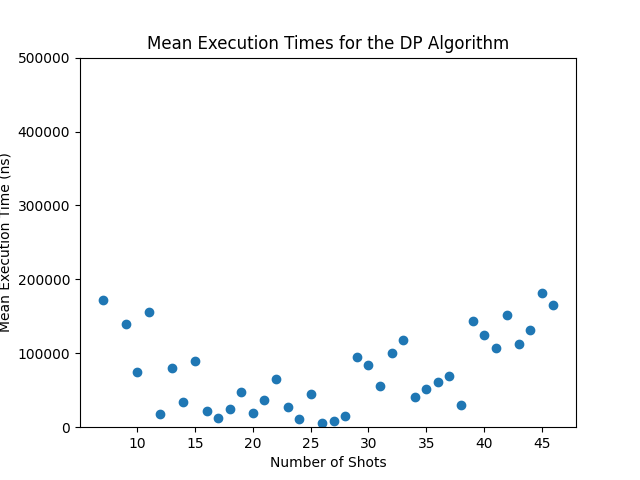 Mean Execution Times for the DP Algorithm
500000
400000
300000
200000
100000
0
Mean Execution Time (ns)
10 15 20 25 30 35 40 45
Number of Shots